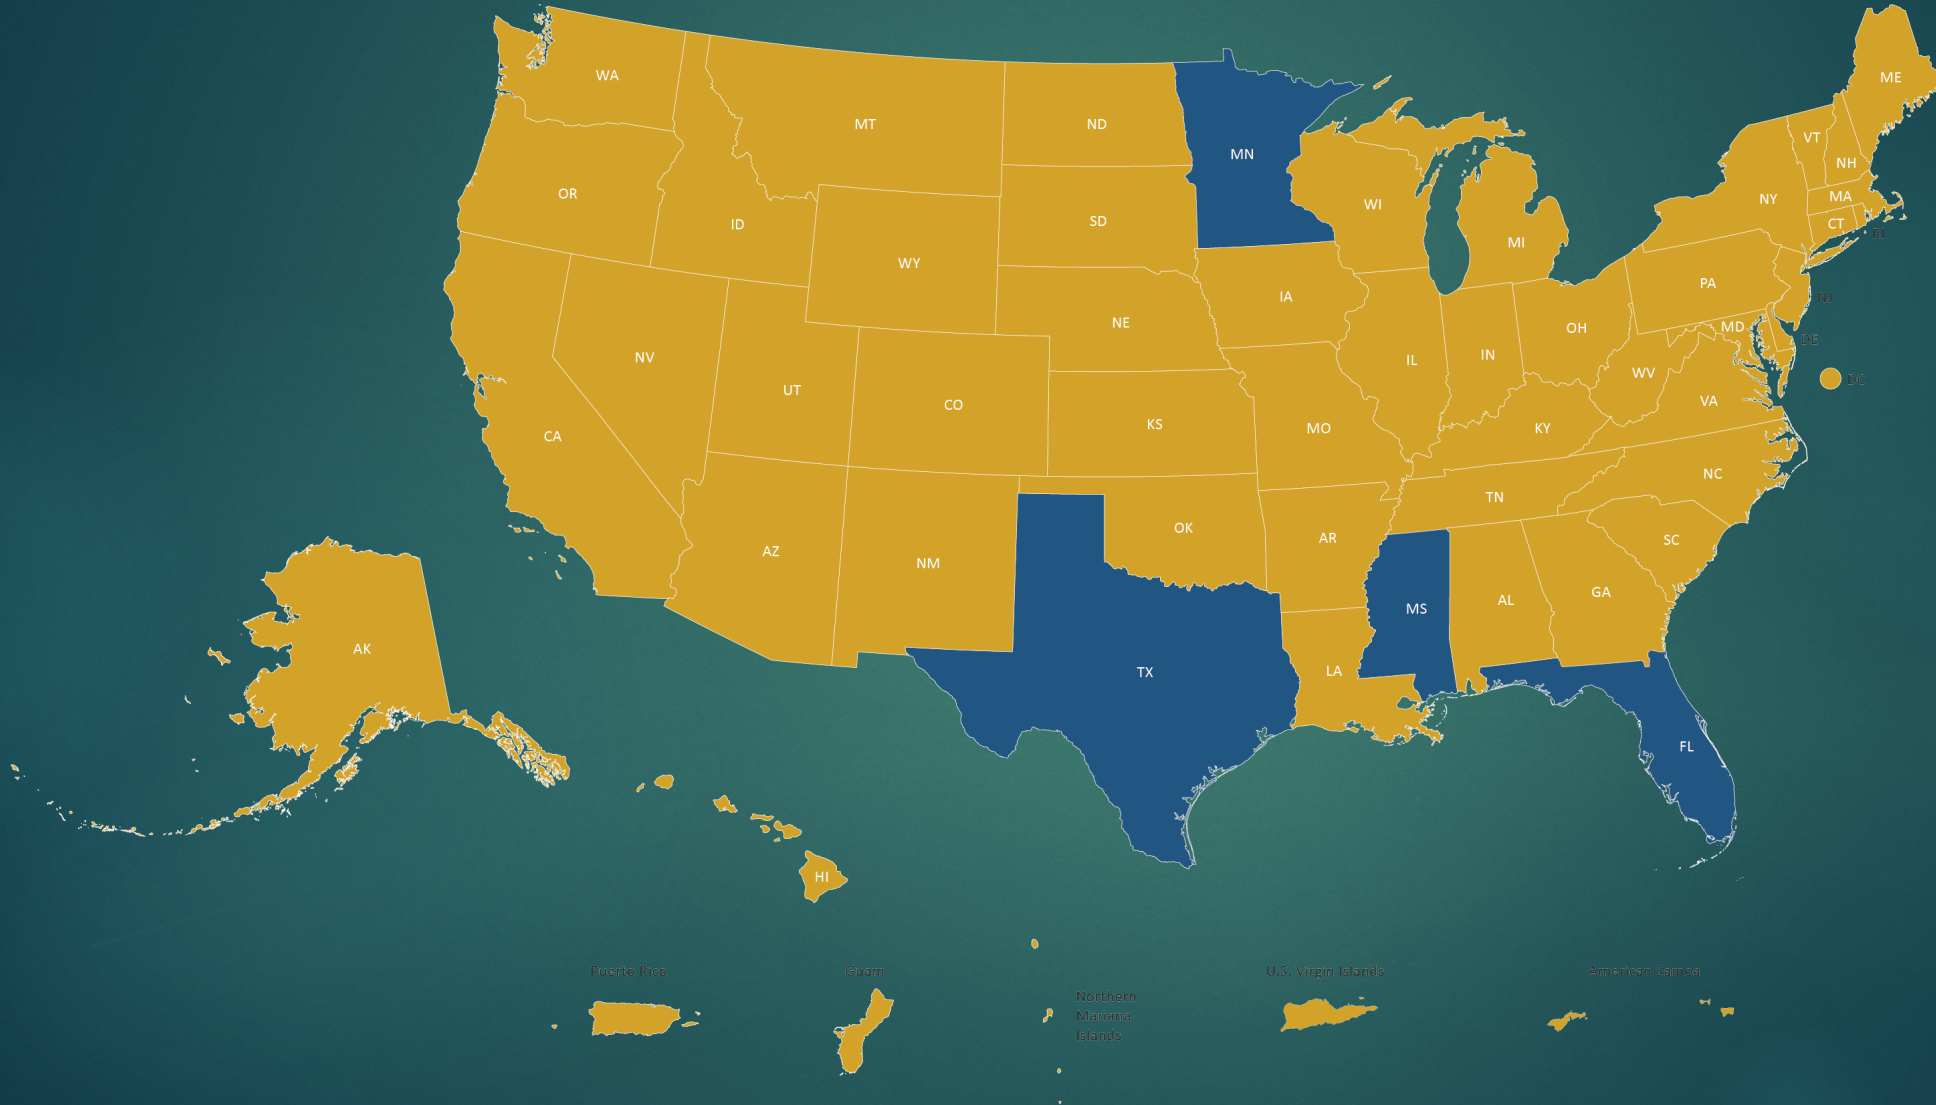 WA
ME
MT
ND
VT
MN
NH
OR
MA
NY
WI
SD
ID
CT
RI
MI
WY
PA
IA
NJ
NE
MD
OH
DE
IN
NV
IL
WV
DC
UT
VA
CO
KS
MO
KY
CA
NC
TN
OK
AR
SC
AZ
NM
GA
AL
MS
AK
LA
TX
FL
HI
Puerto Rico
Guam
U.S. Virgin Islands
American Samoa
Northern
Mariana
Islands